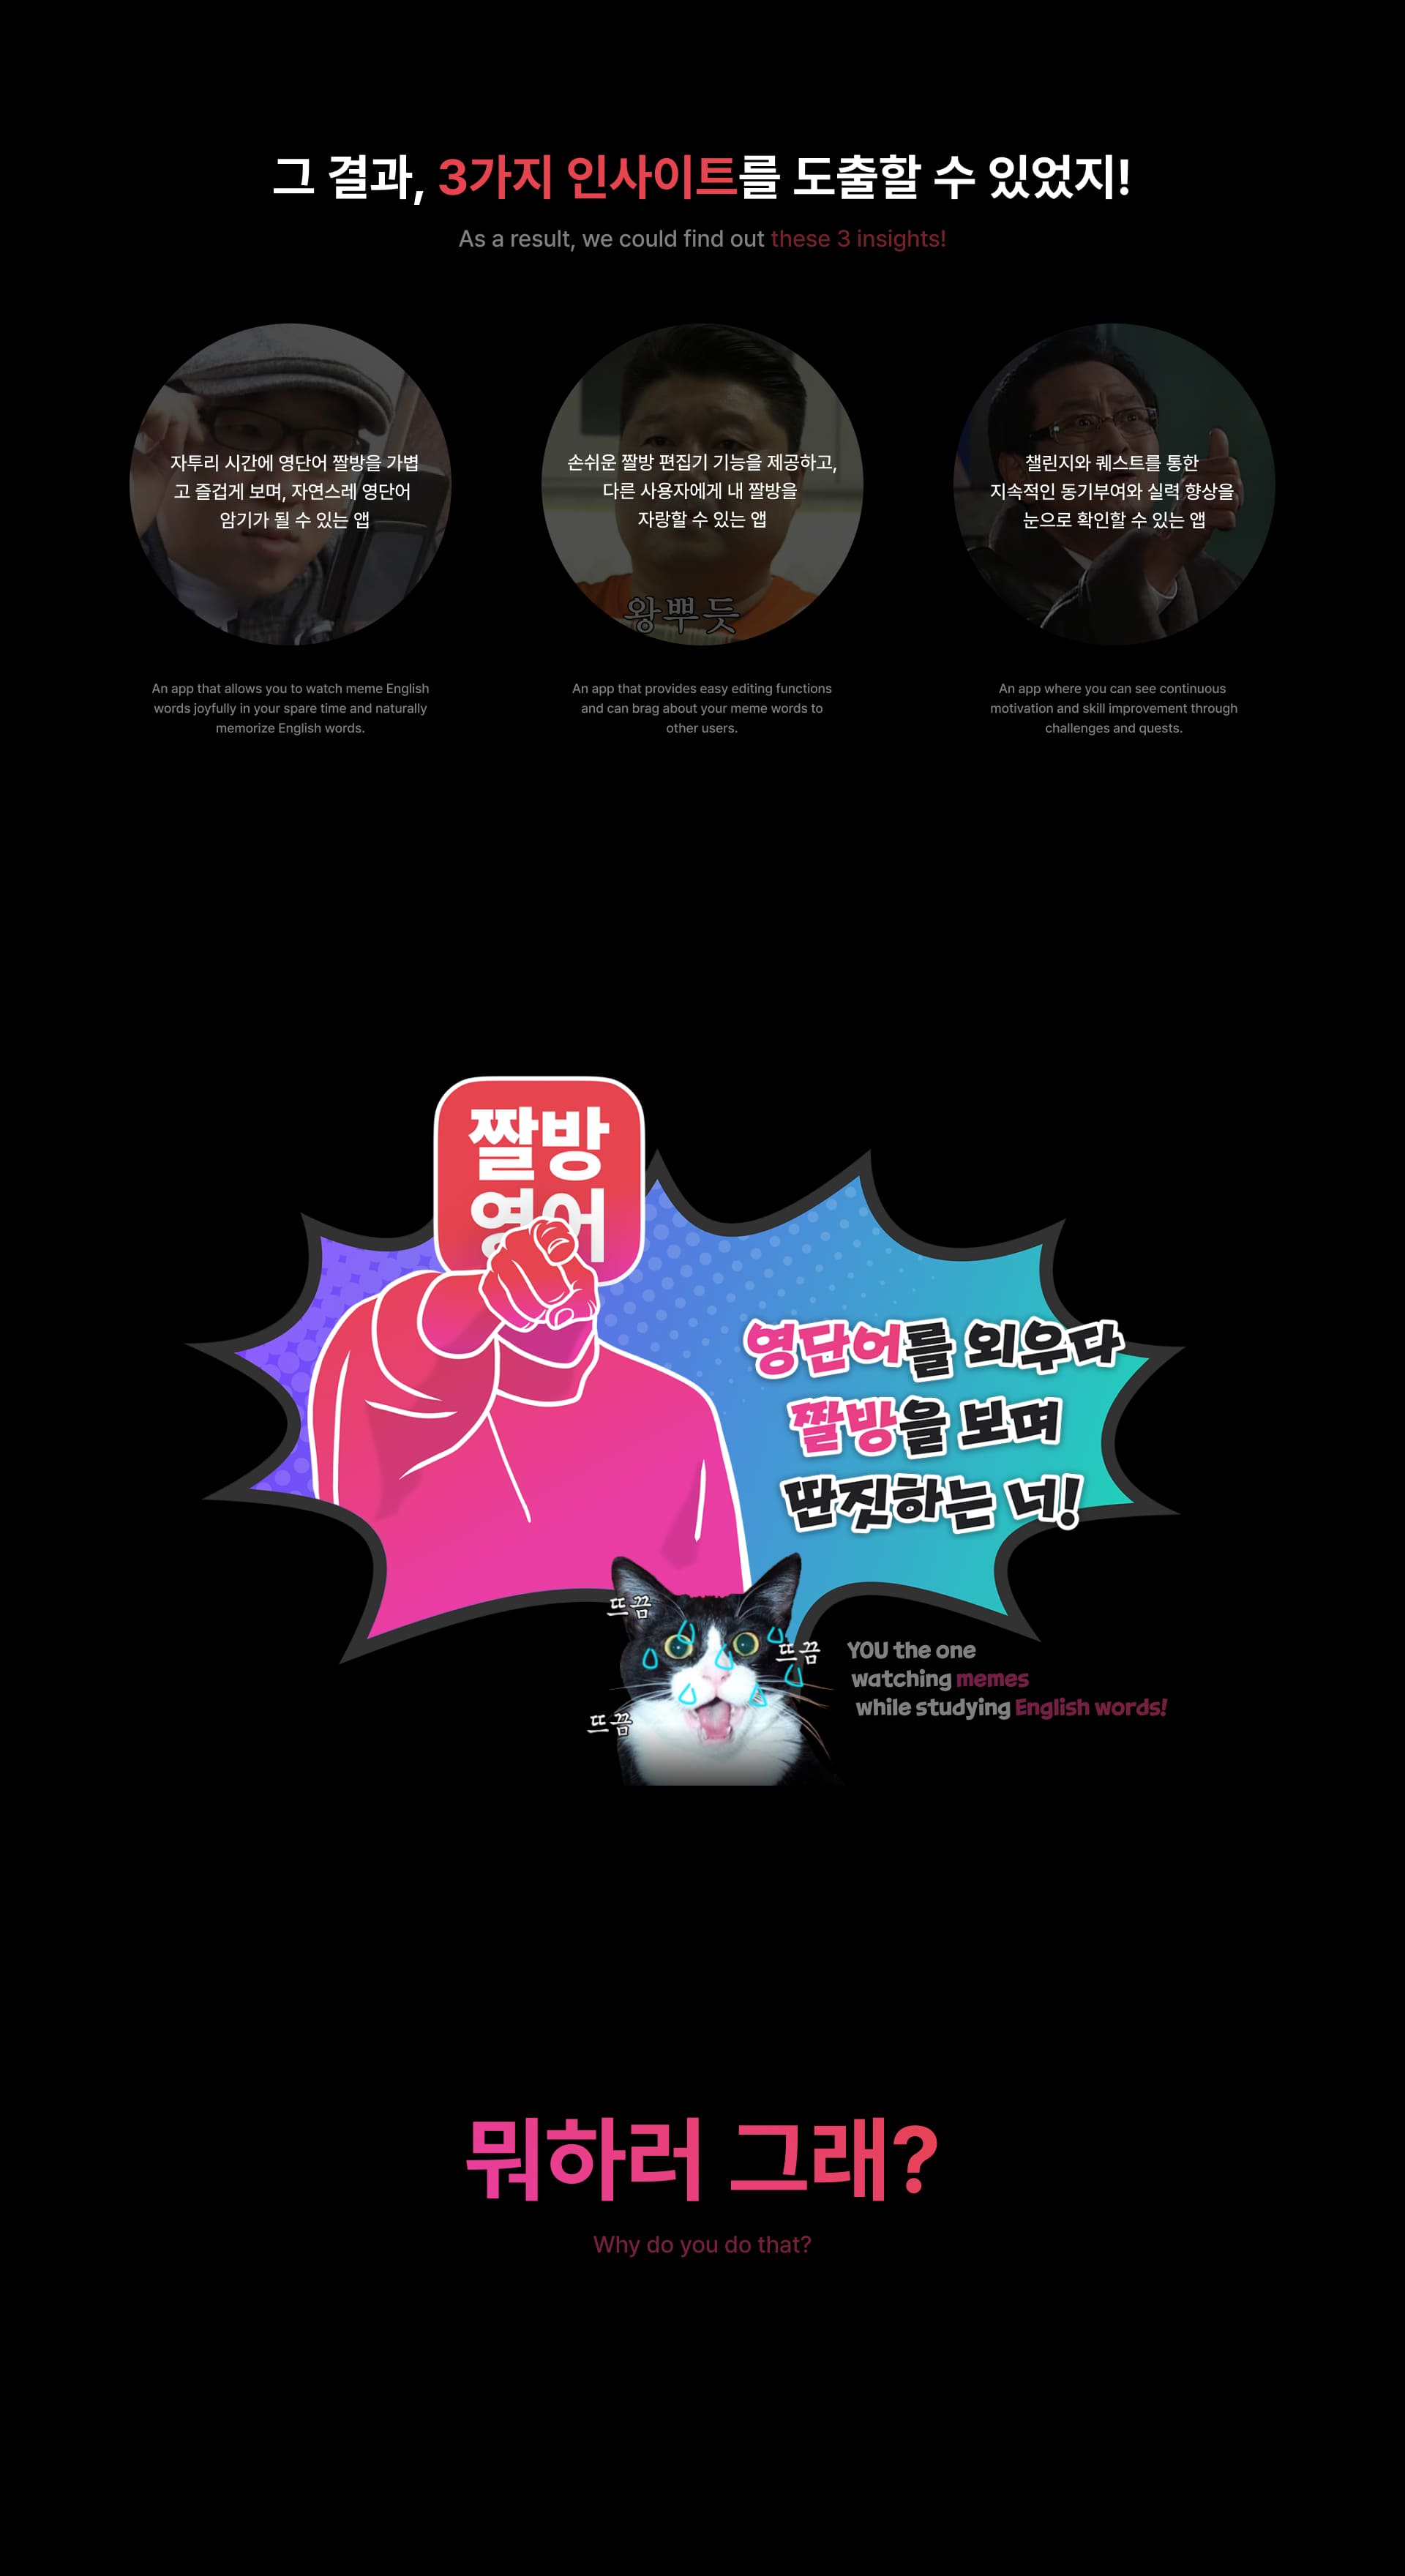 그 결과, 3가지 인사이트를 도출할 수 있었지!
As a result, we could find out these 3 insights!
자투리 시간에 영단어 짤방을 가볍
고 즐겁게 보며, 자연스레 영단어
암기가 될 수 있는 앱
An app that allows you to watch meme English
words joyfully in your spare time and naturally
memorize English words.
손쉬운 짤방 편집기 기능을 제공하고,
다른 사용자에게 내 짤방을
자랑할 수 있는 앱
왕뿌듯
An app that provides easy editing functions
and can brag about your meme words to
other users.
챌린지와 퀘스트를 통한
지속적인 동기부여와 실력 향상을
눈으로 확인할 수 있는 앱
An app where you can see continuous
motivation and skill improvement through
challenges and quests.
짤방
영어
영단어를 외우다
짤방을 보며
딴짓하는 너!
뜨끔
뜨끔
뜨끔
YOU the one
watching memes
while studying English words!
뭐하러 그래?
Why do you do that?